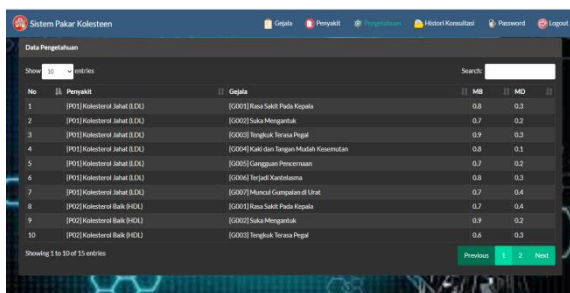 Sistem Pakar Kolesteen Gejala Penyakit Pengetahuan Histori Konsultasi Password Logout
Data Pengetahuan
Show 10 entries Search:
No Penyakit Gejala MB MD
1 [P01] Kolesterol Jahat (LDL) [G001] Rasa Sakit Pada Kepala 0.8 0.3
2 [P01] Kolesterol Jahat (LDL) [G002] Suka Mengantuk 0.7 0.2
3 [P01] Kolesterol Jahat (LDL) [G003] Tengkuk Terasa Pegal 0.9 0.3
4 [P01] Kolesterol Jahat (LDL) [G004] Kaki dan Tangan Mudah Kesemutan 0.8 0.1
5 [P01] Kolesterol Jahat (LDL) [G005] Gangguan Pencernaan 0.7 0.2
6 [P01] Kolesterol Jahat (LDL) [G006] Terjadi Xantelasma 0.8 0.3
7 [P01] Kolesterol Jahat (LDL) [G007] Muncul Gumpalan di Urat 0.7 0.4
8 [P02] Kolesterol Baik (HDL) [G001] Rasa Sakit Pada Kepala 0.7 0.4
9 [P02] Kolesterol Baik (HDL) [G002] Suka Mengantuk 0.9 0.2
10 [P02] Kolesterol Baik (HDL) [G003] Tengkuk Terasa Pegal 0.6 0.3
Showing 1 to 10 of 15 entries Previous 1 2 Next